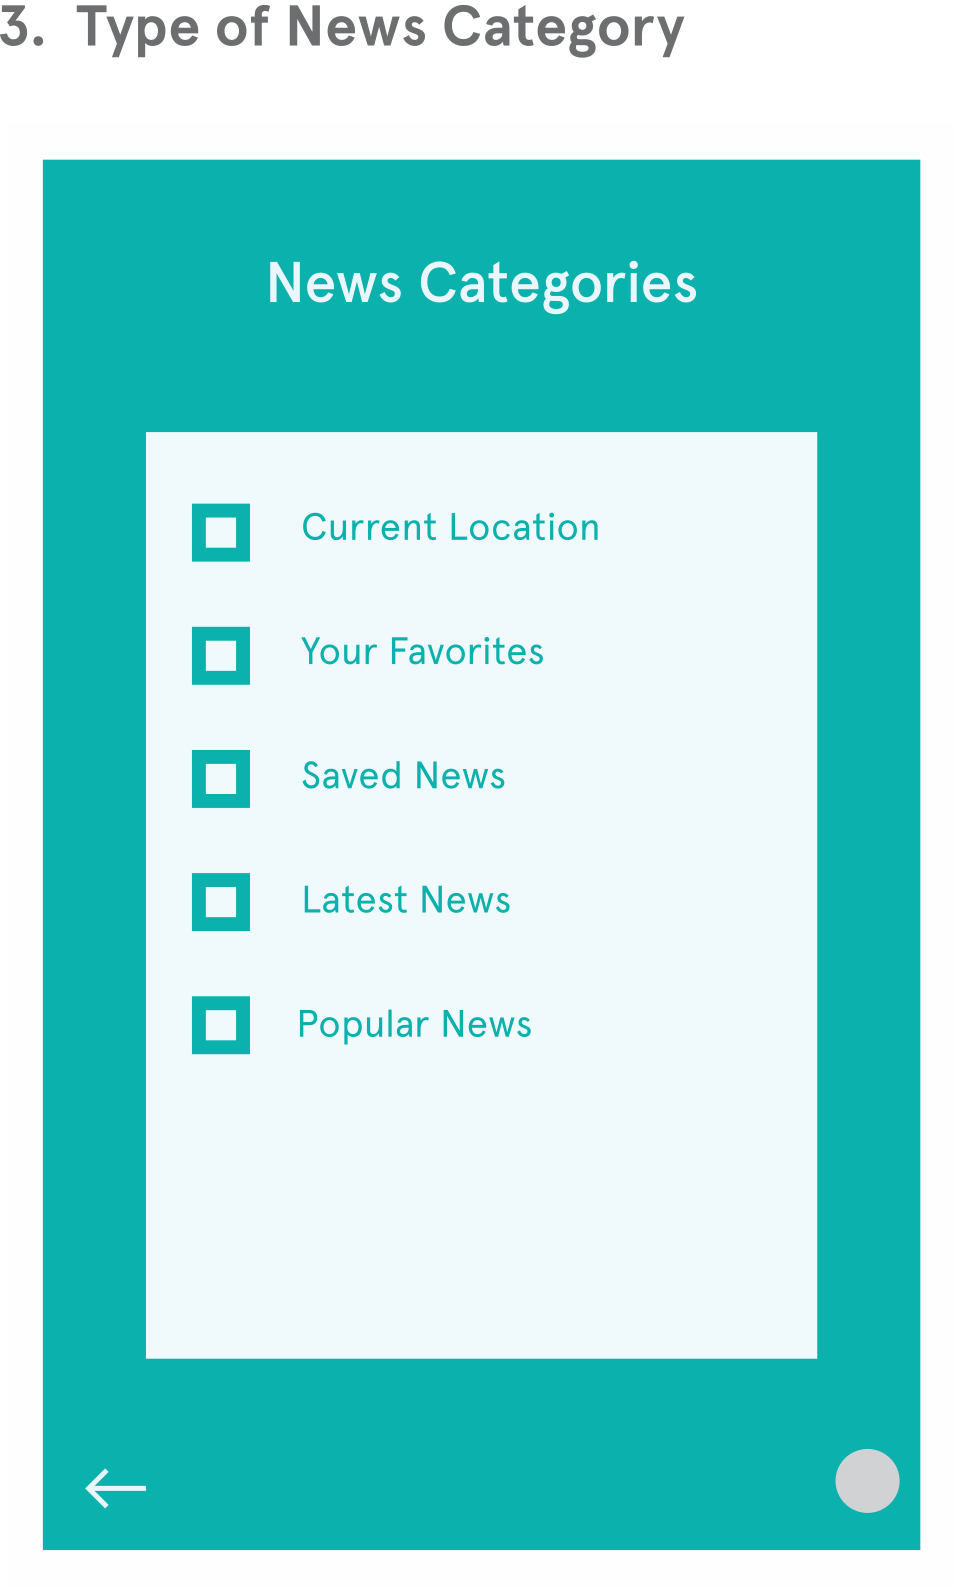 3. Type of News Category
News Categories
Current Location
Your Favorites
Saved News
Latest News
Popular News